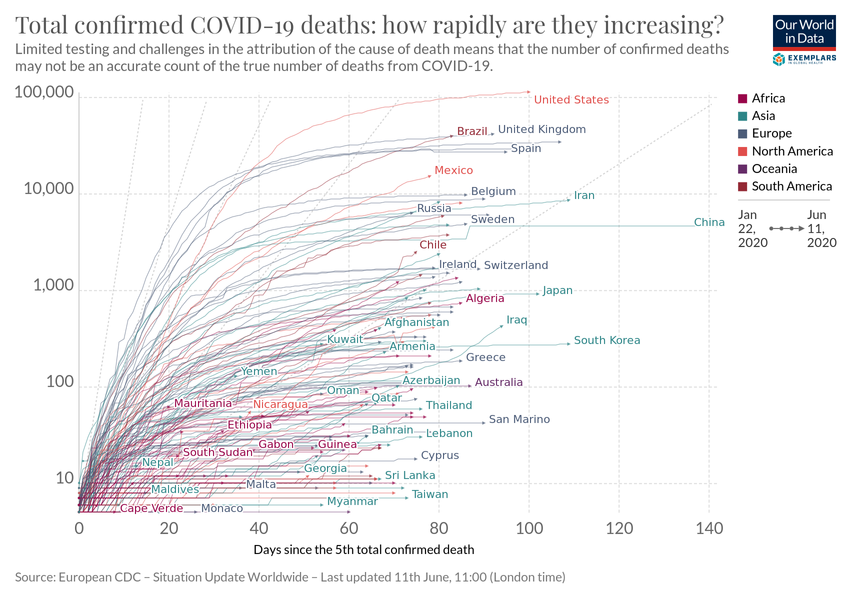 Total confirmed COVID-19 deaths: how rapidly are they increasing?
Limited testing and challenges in the attribution of the cause of death means that the number of confirmed deaths
may not be an accurate count of the true number of deaths from COVID-19.
Our World
in Data
EXEMPLARS
IN GLOBAL HEALTH
100,000
10,000
1,000
100
10
United States
Brazil
United Kingdom
Spain
Mexico
Belgium
Iran
Russia
Sweden
China
Chile
Ireland
Switzerland
Japan
Algeria
Afghanistan
Iraq
Kuwait
Armenia
South Korea
Greece
Yemen
Azerbaijan
Australia
Oman
Qatar
Mauritania
Nicaragua
Thailand
Ethiopia
San Marino
Bahrain
Lebanon
Gabon
Guinea
South Sudan
Cyprus
Nepal
Georgia
Sri Lanka
Maldives
Malta
Taiwan
Myanmar
Cape Verde
Monaco
0
20
40
60
80
100
120
140
Days since the 5th total confirmed death
Africa
Asia
Europe
North America
Oceania
South America
Jan
22,
2020
Jun
11,
2020
Source: European CDC – Situation Update Worldwide – Last updated 11th June, 11:00 (London time)